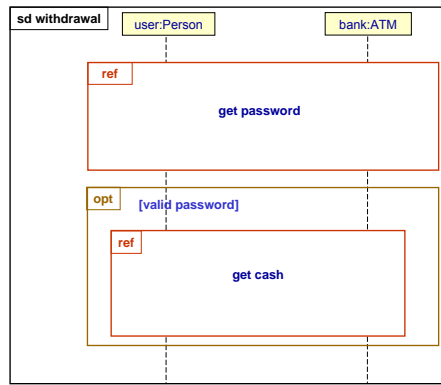 sd withdrawal
user:Person
bank:ATM
ref
get password
opt
[valid password]
ref
get cash